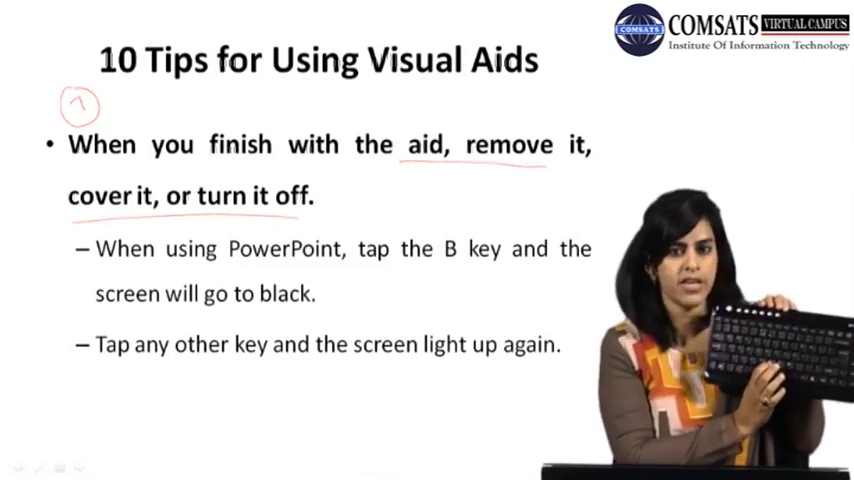 COMSATS VIRTUAL CAMPUS
COMSATS
Institute Of Information Technology
10 Tips for Using Visual Aids
• When you finish with the aid, remove it,
cover it, or turn it off.
– When using PowerPoint, tap the B key and the
screen will go to black.
– Tap any other key and the screen light up again.